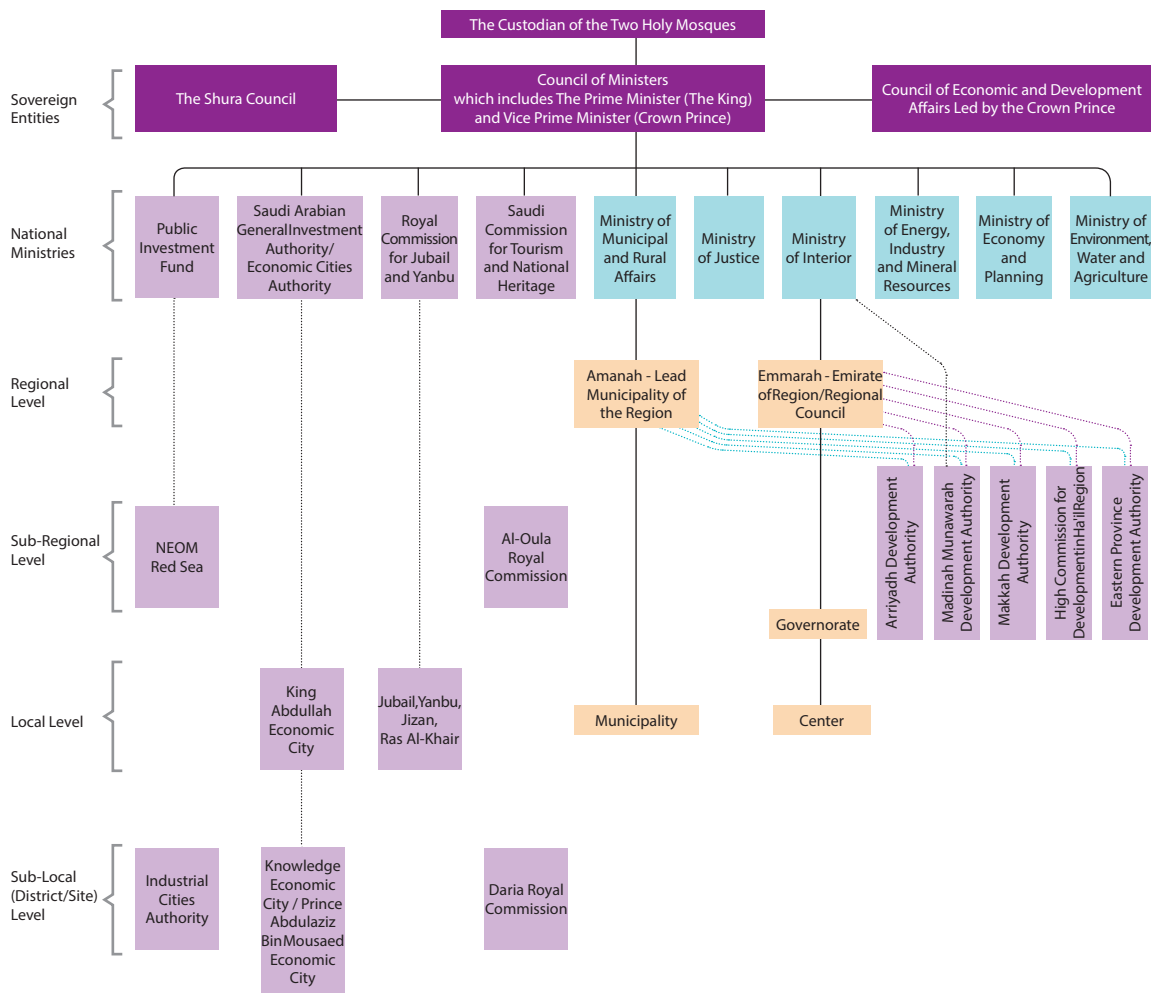 The Custodian of the Two Holy Mosques
Sovereign
Entities
The Shura Council
Council of Ministers
which includes The Prime Minister (The King)
and Vice Prime Minister (Crown Prince)
Council of Economic and Development
Affairs Led by the Crown Prince
National
Ministries
Public
Investment
Fund
Saudi Arabian
GeneralInvestment
Authority/
Economic Cities
Authority
Royal
Commission
for Jubail
and Yanbu
Saudi
Commission
for Tourism
and National
Heritage
Ministry of
Municipal
and Rural
Affairs
Ministry
of Justice
Ministry
of Interior
Ministry
of Energy,
Industry
and Mineral
Resources
Ministry of
Economy
and
Planning
Ministry of
Environment,
Water and
Agriculture
Regional
Level
Amanah - Lead
Municipality of
the Region
Emmarah - Emirate
ofRegion/Regional
Council
Arriyadh Development
Authority
Madinah Munawarah
Development Authority
Makkah Development
Authority
High Commission for
DevelopmentinHa'ilRegion
Eastern Province
Development Authority
Sub-Regional
Level
NEOM
Red Sea
Al-Oula
Royal
Commission
Governorate
Local Level
King
Abdullah
Economic
City
Jubail,Yanbu,
Jizan,
Ras Al-Khair
Municipality
Center
Sub-Local
(District/Site)
Level
Industrial
Cities
Authority
Knowledge
Economic
City / Prince
Abdulaziz
BinMousaed
Economic
City
Daria Royal
Commission